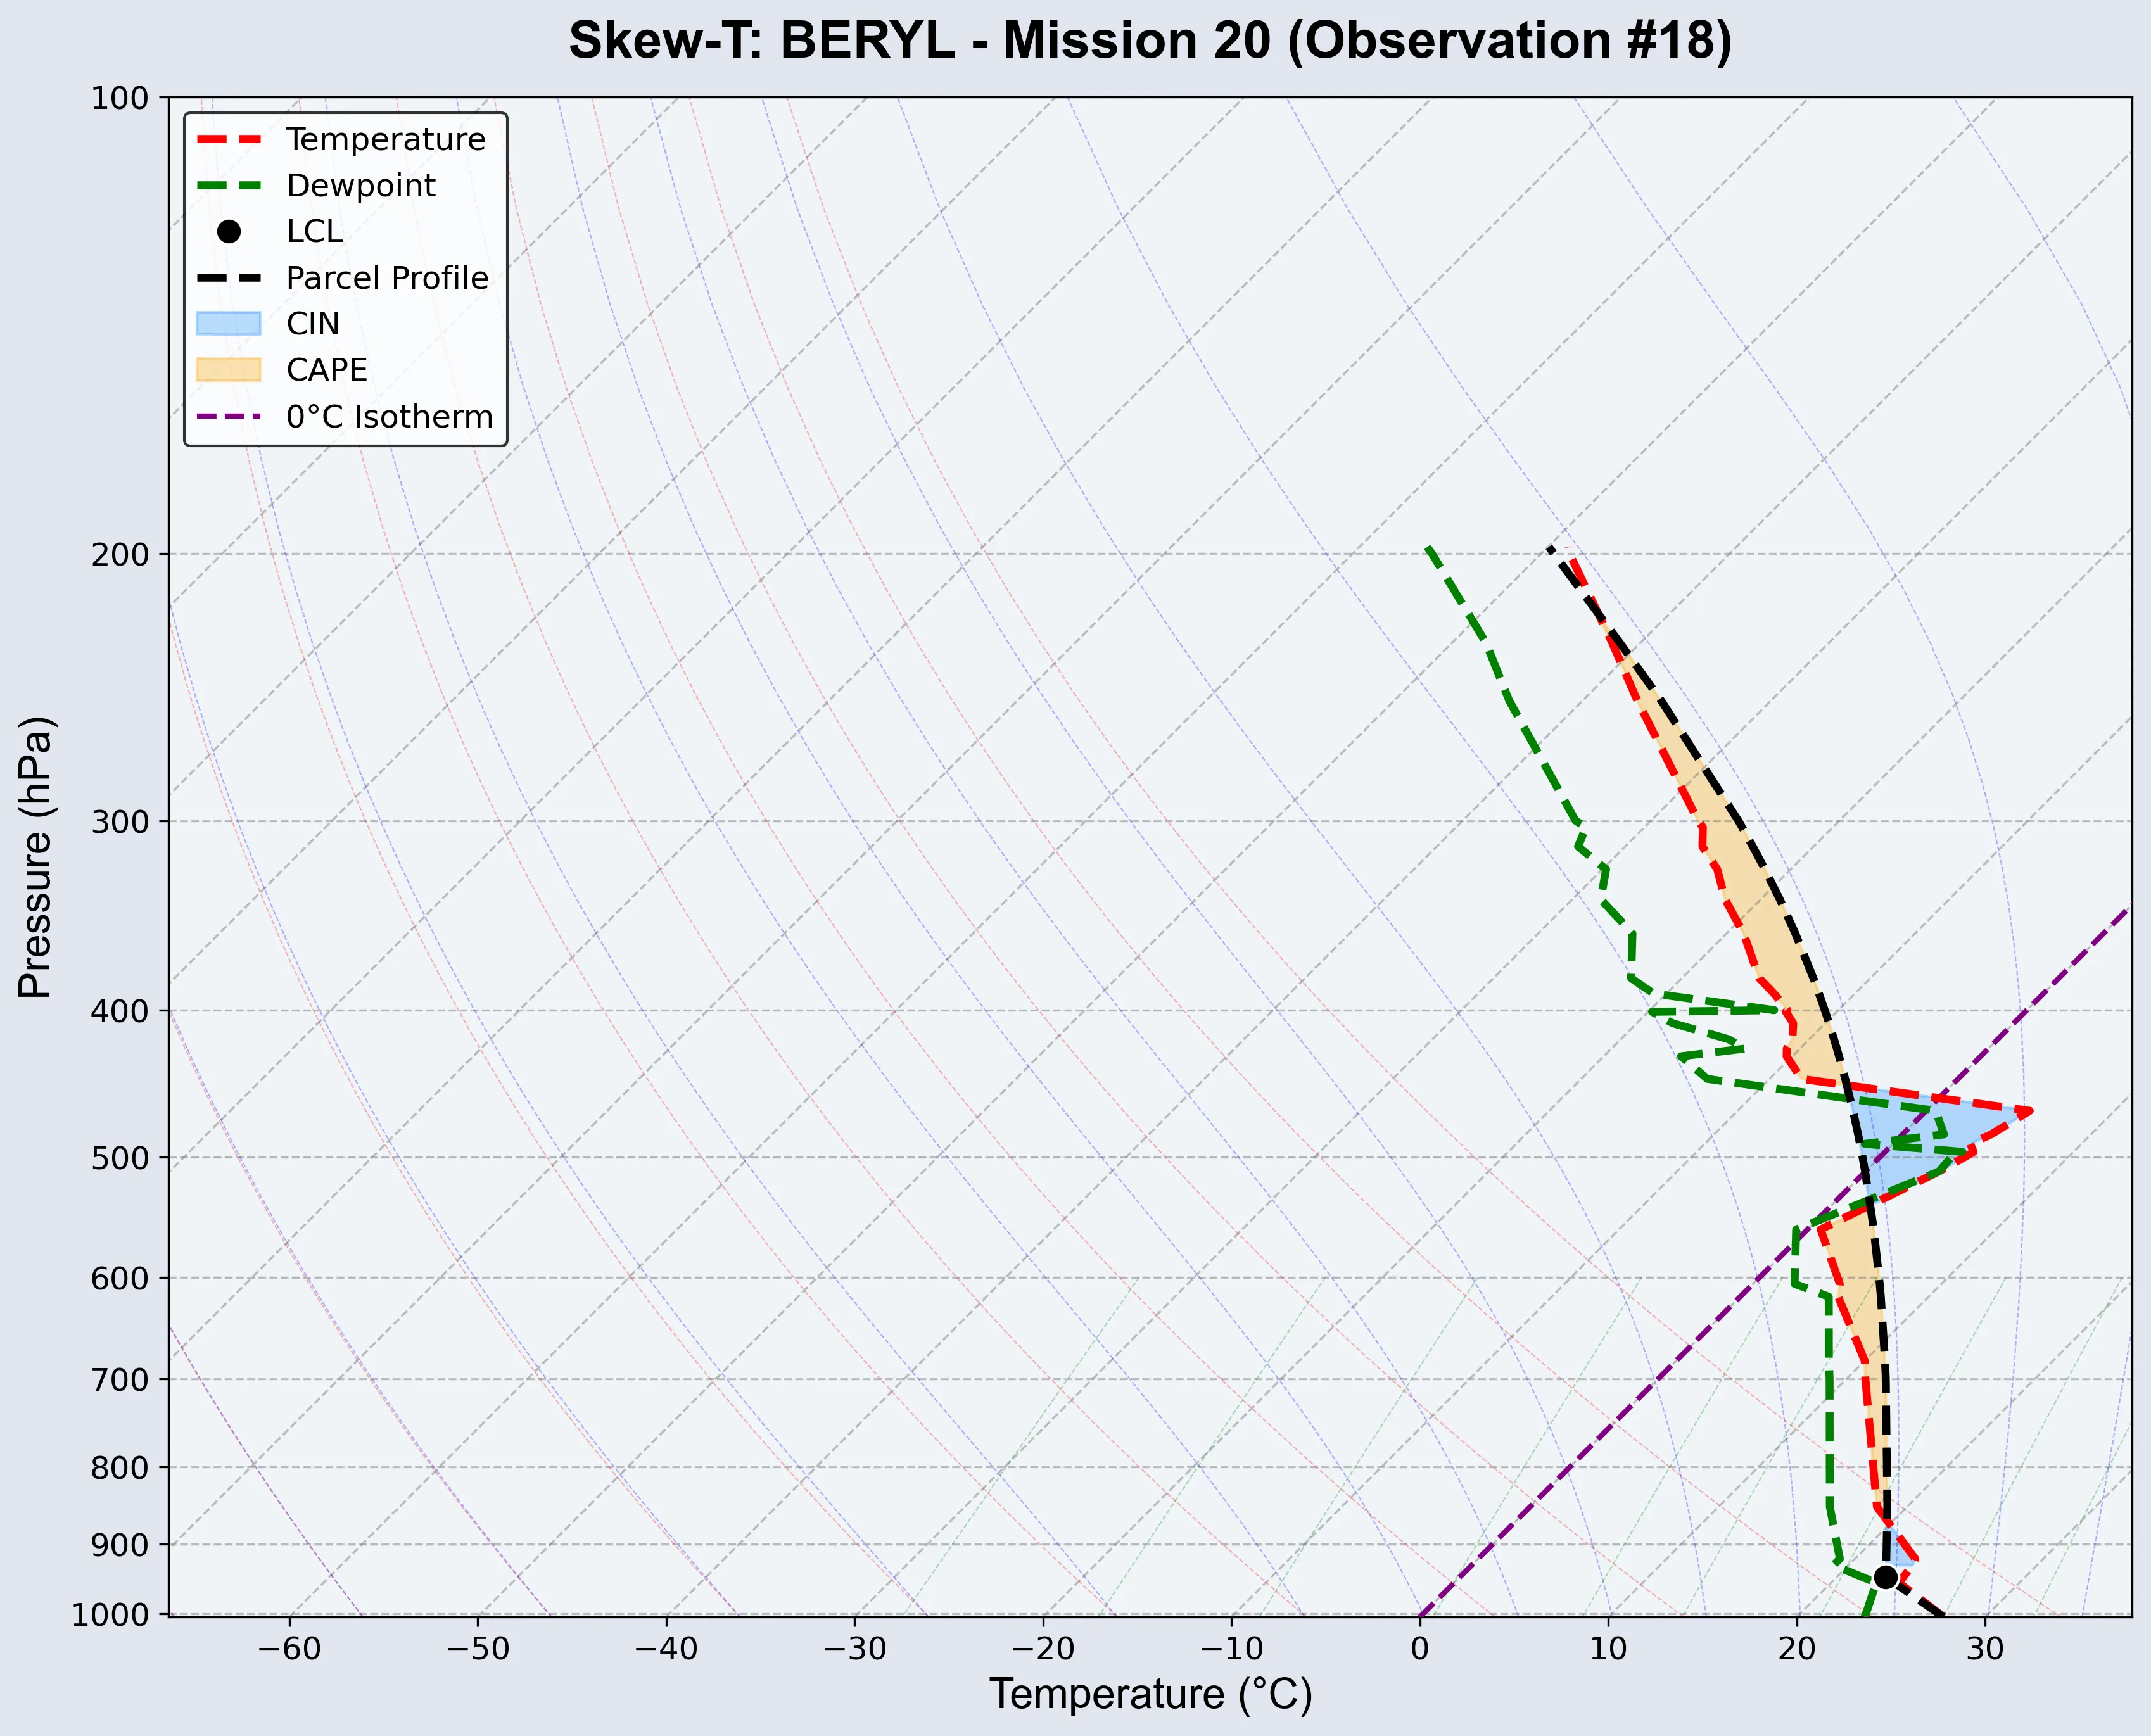 Skew-T: BERYL - Mission 20 (Observation #18)
Temperature
Dewpoint
LCL
Parcel Profile
CIN
CAPE
0°C Isotherm
Pressure (hPa)
100
200
300
400
500
600
700
800
900
1000
−60 −50 −40 −30 −20 −10 0 10 20 30
Temperature (°C)